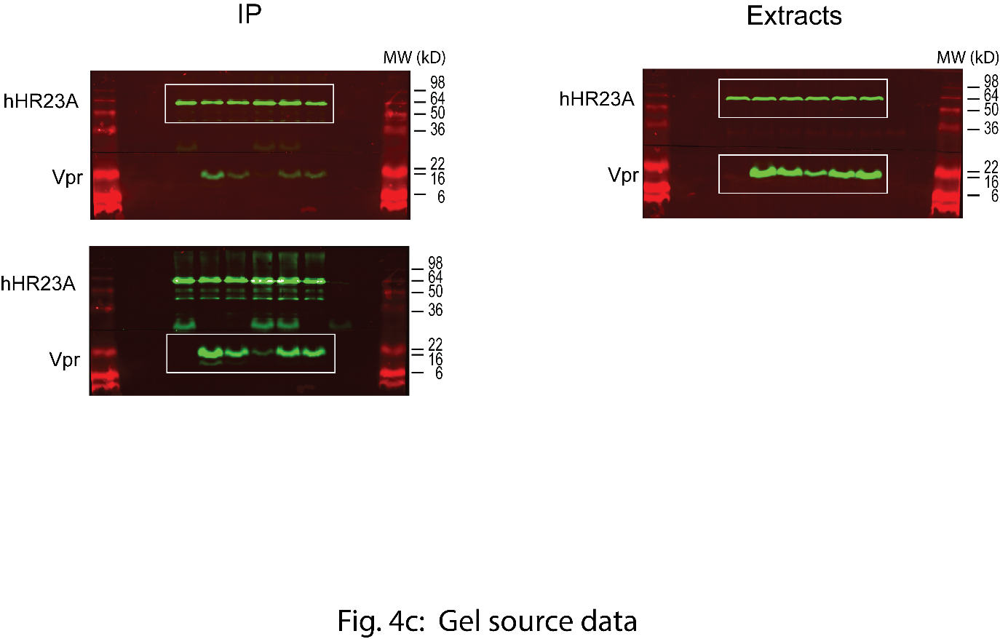 IP
Extracts
MW (kD)
hHR23A
98
64
50
36
Vpr
22
16
6
MW (kD)
hHR23A
98
64
50
36
Vpr
22
16
6
hHR23A
98
64
50
36
Vpr
22
16
6
Fig. 4c: Gel source data